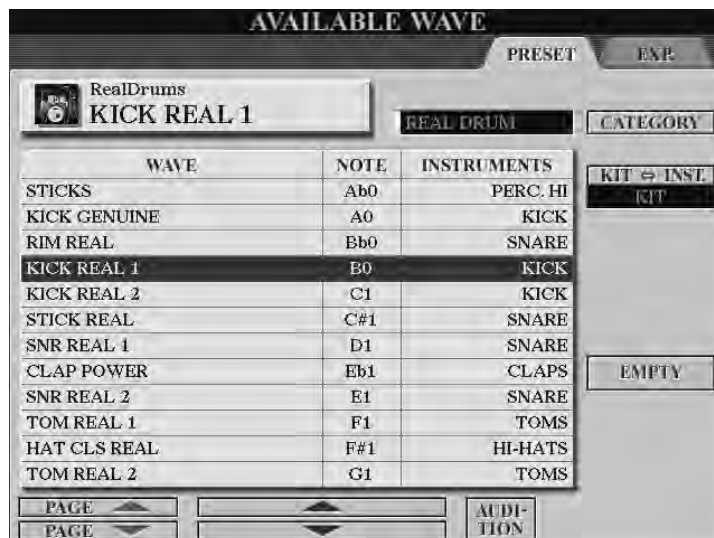 AVAILABLE WAVE
PRESET EXP.
RealDrums
KICK REAL 1
REAL DRUM CATEGORY
WAVE NOTE INSTRUMENTS
KIT ⇔ INST.
KIT
STICKS Ab0 PERC. HI
KICK GENUINE A0 KICK
RIM REAL Bb0 SNARE
KICK REAL 1 B0 KICK
KICK REAL 2 C1 KICK
STICK REAL C#1 SNARE
SNR REAL 1 D1 SNARE
CLAP POWER Eb1 CLAPS
EMPTY
SNR REAL 2 E1 SNARE
TOM REAL 1 F1 TOMS
HAT CLS REAL F#1 HI-HATS
TOM REAL 2 G1 TOMS
PAGE
PAGE
AUDI-
TION